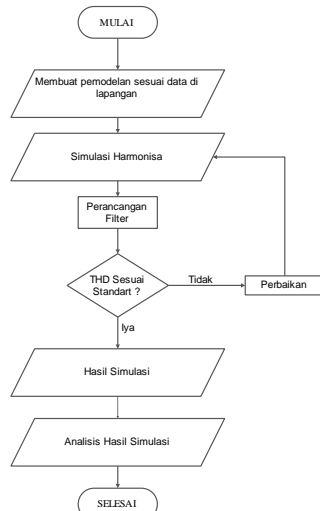 MULAI
Membuat pemodelan sesuai data di
lapangan
Simulasi Harmonisa
Perancangan
Filter
THD Sesuai
Standart ?
Tidak
Perbaikan
Iya
Hasil Simulasi
Analisis Hasil Simulasi
SELESAI